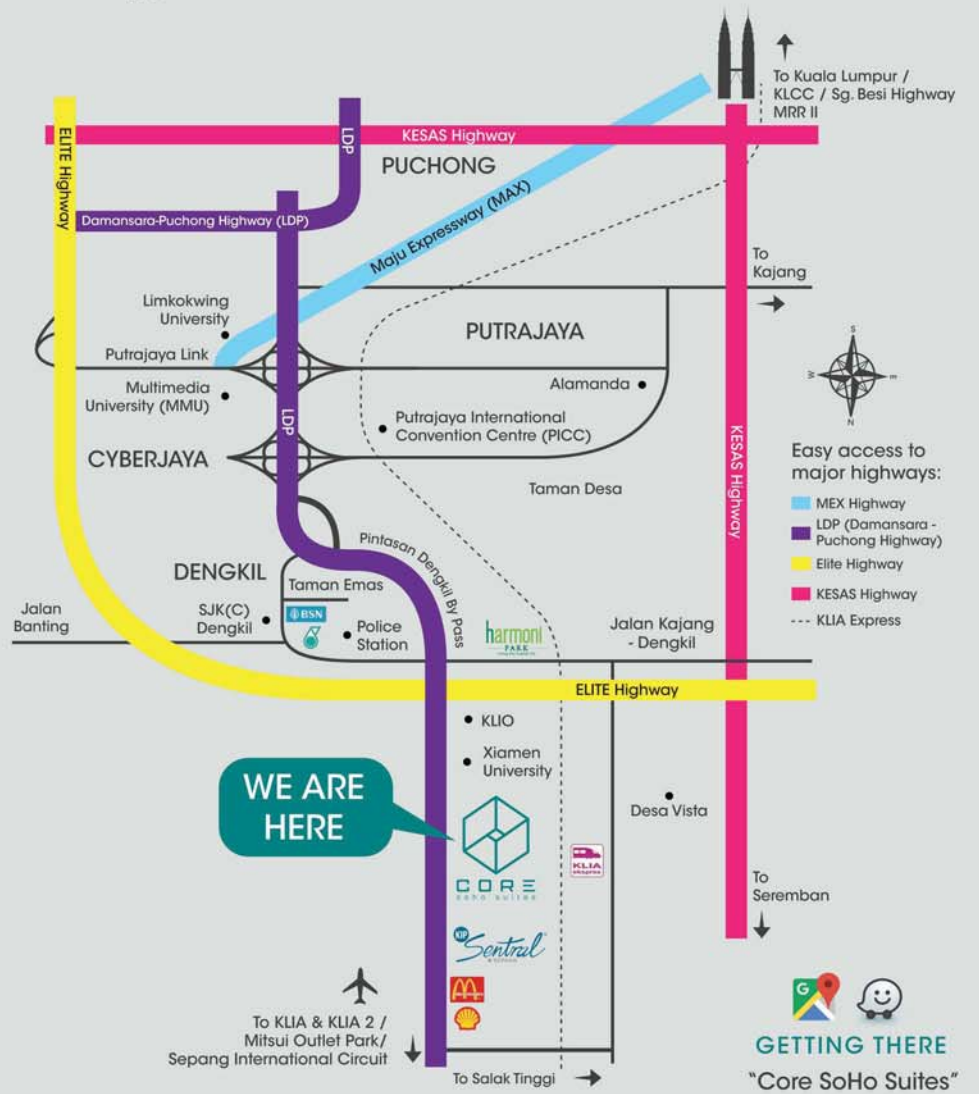 To Kuala Lumpur /
KLCC / Sg. Besi Highway
MRR II
ELITE Highway
LDP
KESAS Highway
PUCHONG
Damansara-Puchong Highway (LDP)
Maju Expressway (MAX)
To
Kajang
Limkokwing
University
PUTRAJAYA
Putrajaya Link
Multimedia
University (MMU)
Alamanda
LDP
Putrajaya International
Convention Centre (PICC)
CYBERJAYA
Taman Desa
KESAS Highway
S
W
E
N
Easy access to
major highways:
MEX Highway
LDP (Damansara -
Puchong Highway)
Elite Highway
KESAS Highway
KLIA Express
Pintasan Dengkil By Pass
DENGKIL
Taman Emas
Jalan
Banting
SJK(C)
Dengkil
BSN
Police
Station
harmoni
PARK
Jalan Kajang
- Dengkil
ELITE Highway
KLIO
Xiamen
University
WE ARE
HERE
Desa Vista
CORE
soho suites
KLIA
ekspres
To
Seremban
KIP
Sentral
To KLIA & KLIA 2 /
Mitsui Outlet Park/
Sepang International Circuit
To Salak Tinggi
G
GETTING THERE
"Core SoHo Suites"